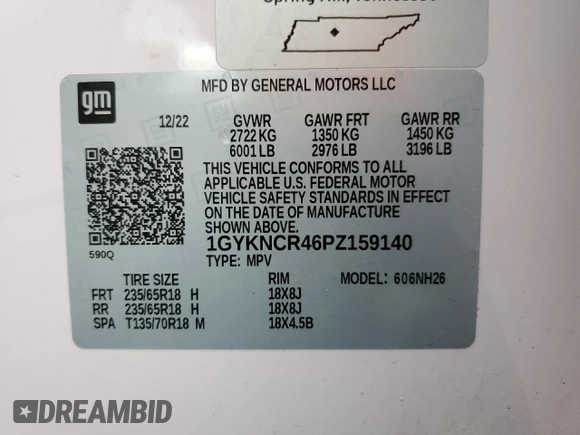 Spring Hill, Tennessee
gm
MFD BY GENERAL MOTORS LLC
12/22 GVWR GAWR FRT GAWR RR
2722 KG 1350 KG 1450 KG
6001 LB 2976 LB 3196 LB
THIS VEHICLE CONFORMS TO ALL
APPLICABLE U.S. FEDERAL MOTOR
VEHICLE SAFETY STANDARDS IN EFFECT
ON THE DATE OF MANUFACTURE
SHOWN ABOVE.
590Q
1GYKNCR46PZ159140
TYPE: MPV
TIRE SIZE RIM MODEL: 606NH26
FRT 235/65R18 H 18X8J
RR 235/65R18 H 18X8J
SPA T135/70R18 M 18X4.5B
DREAMBID